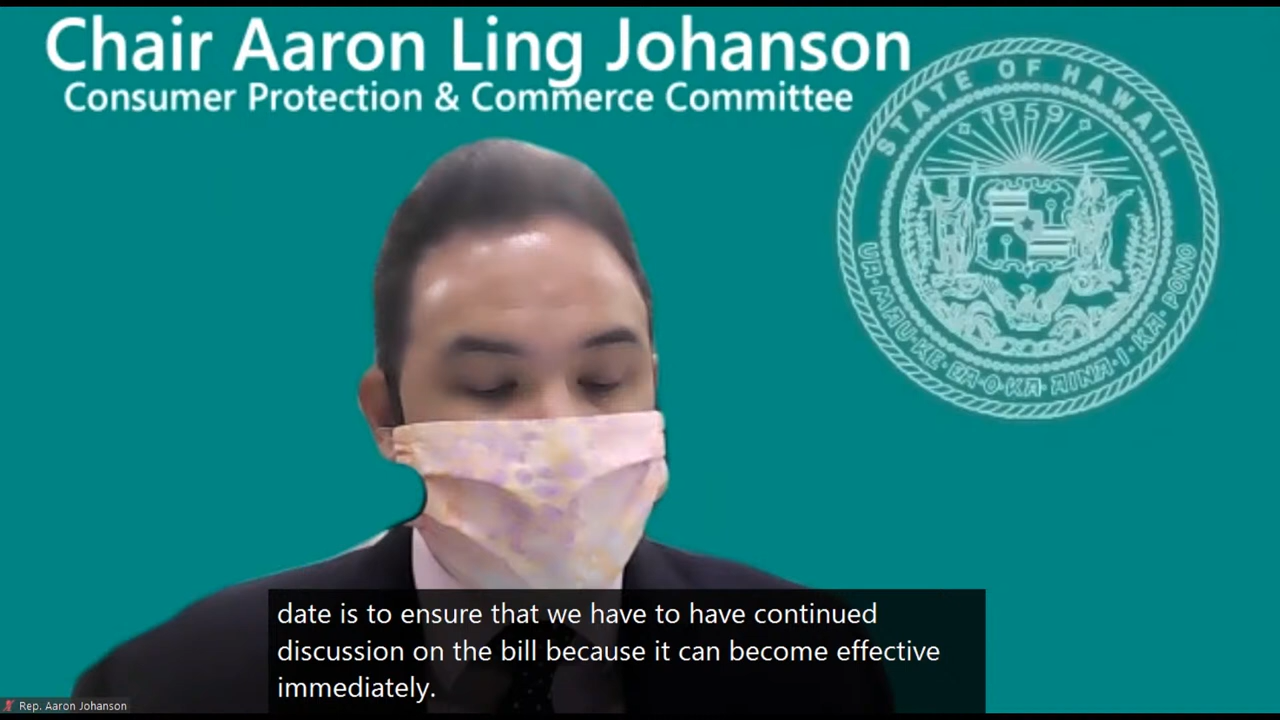 Chair Aaron Ling Johanson
Consumer Protection & Commerce Committee
STATE OF HAWAII
1959
UA·MAU·KE·EA·O·KA·AINA·I·KA·PONO
date is to ensure that we have to have continued
discussion on the bill because it can become effective
immediately.
Rep. Aaron Johanson